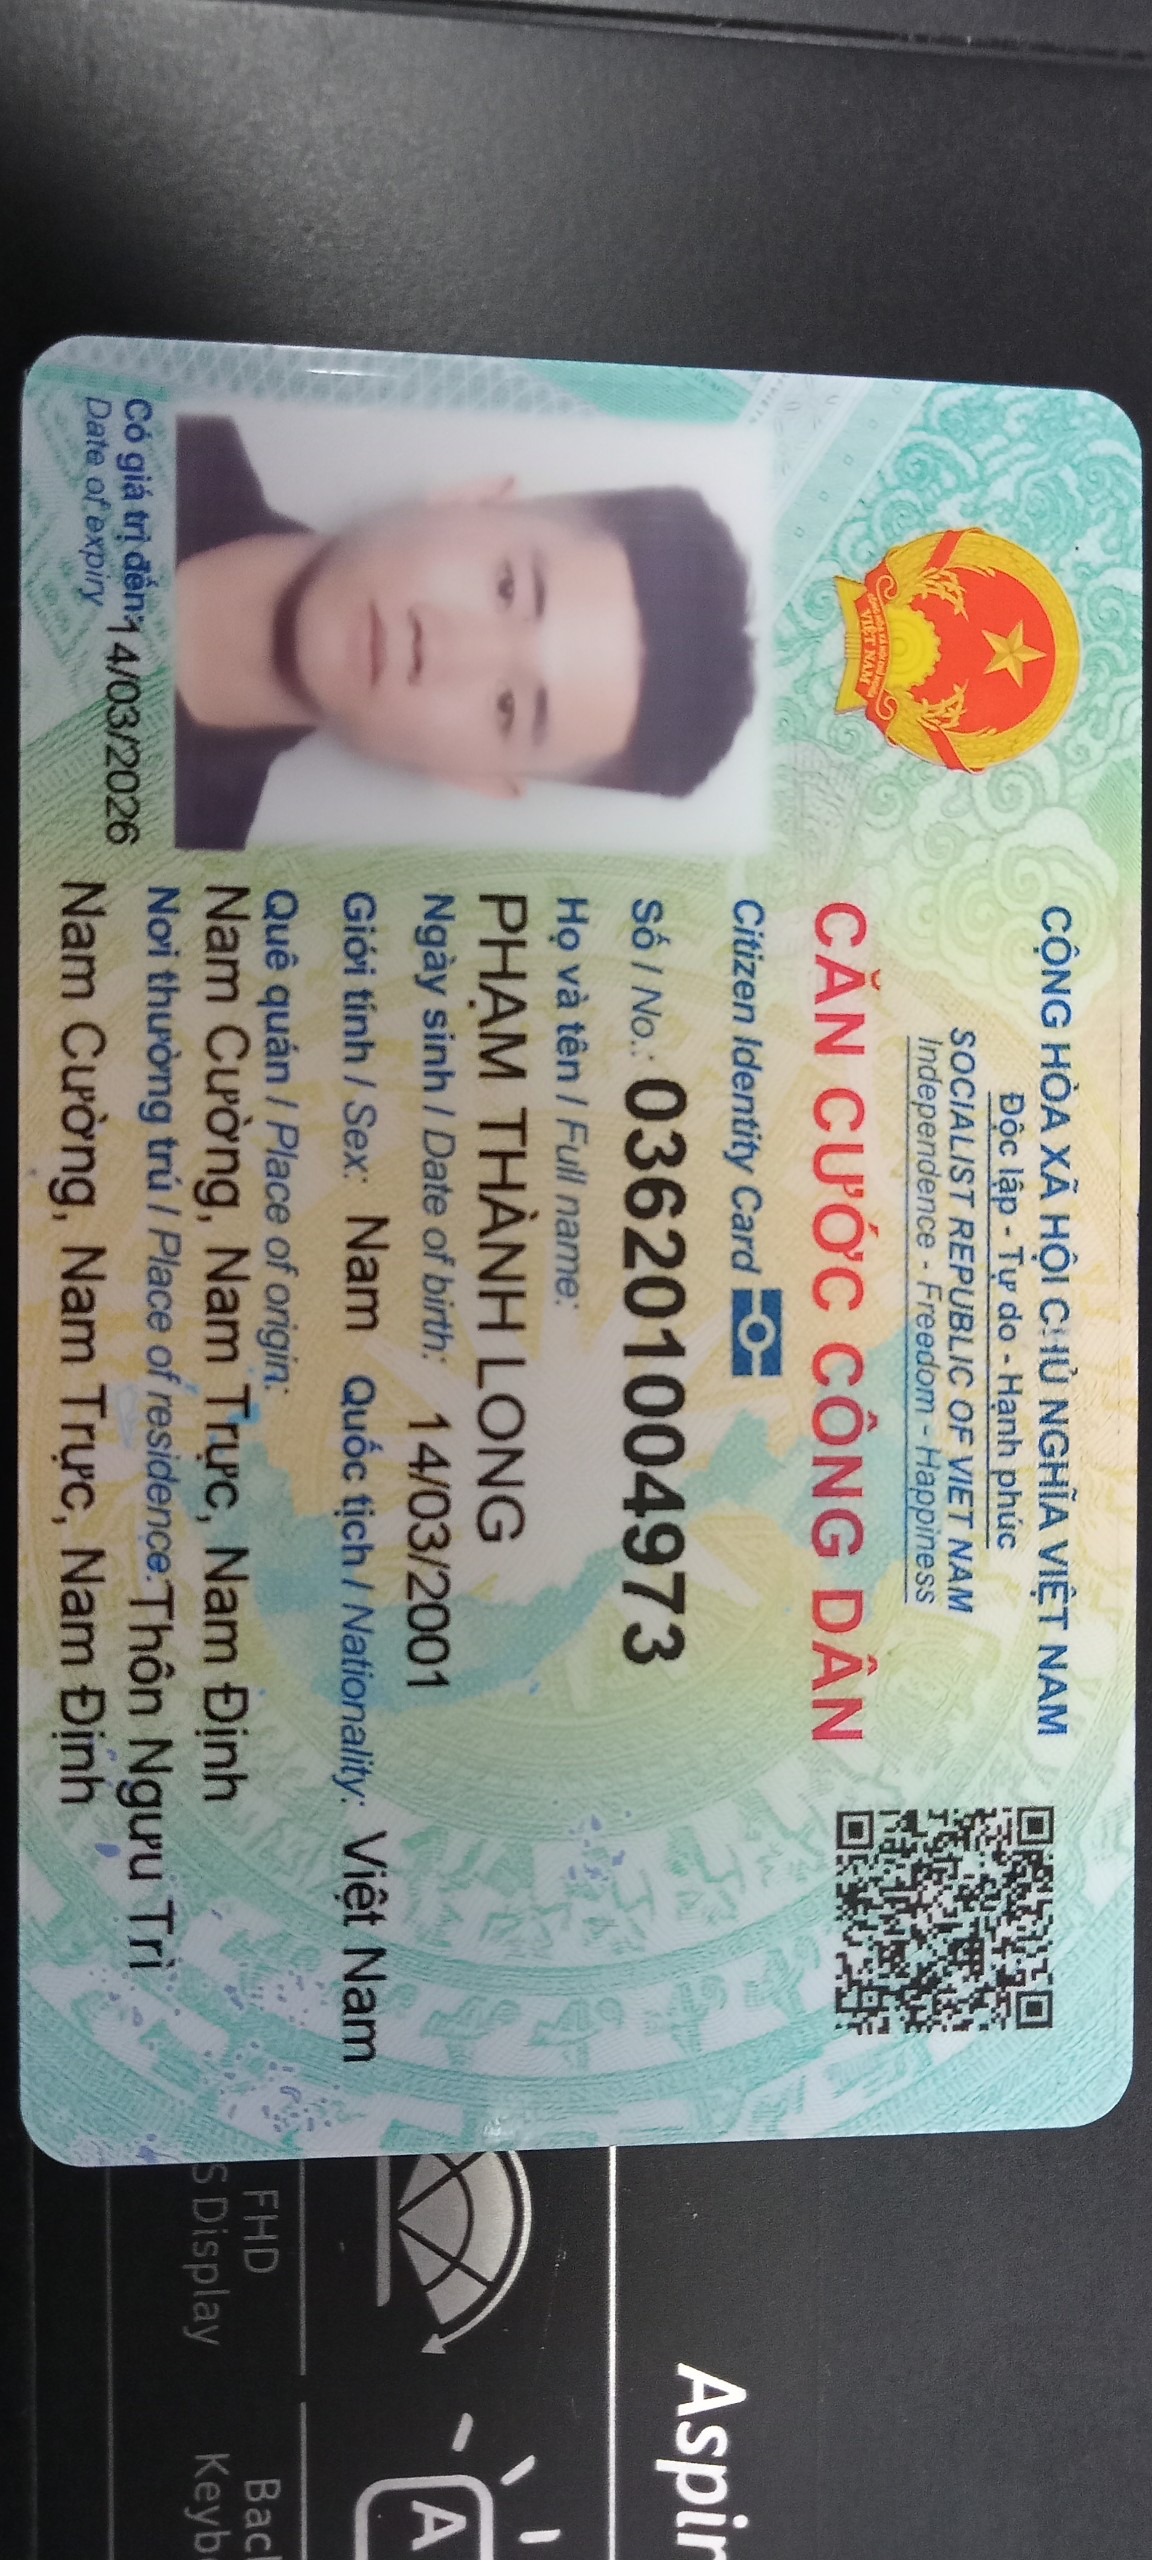 CỘNG HÒA XÃ HỘI CHỦ NGHĨA VIỆT NAM
Độc lập - Tự do - Hạnh phúc
SOCIALIST REPUBLIC OF VIET NAM
Independence - Freedom - Happiness
CĂN CƯỚC CÔNG DÂN
Citizen Identity Card
Số / No.: 036201004973
Họ và tên / Full name:
PHẠM THÀNH LONG
Ngày sinh / Date of birth: 14/03/2001
Giới tính / Sex: Nam Quốc tịch / Nationality: Việt Nam
Quê quán / Place of origin:
Nam Cường, Nam Trực, Nam Định
Nơi thường trú / Place of residence: Thôn Ngưu Trì
Nam Cường, Nam Trực, Nam Định
Có giá trị đến: 14/03/2026
Date of expiry
VIỆT NAM
Aspir
A
FHD
S Display